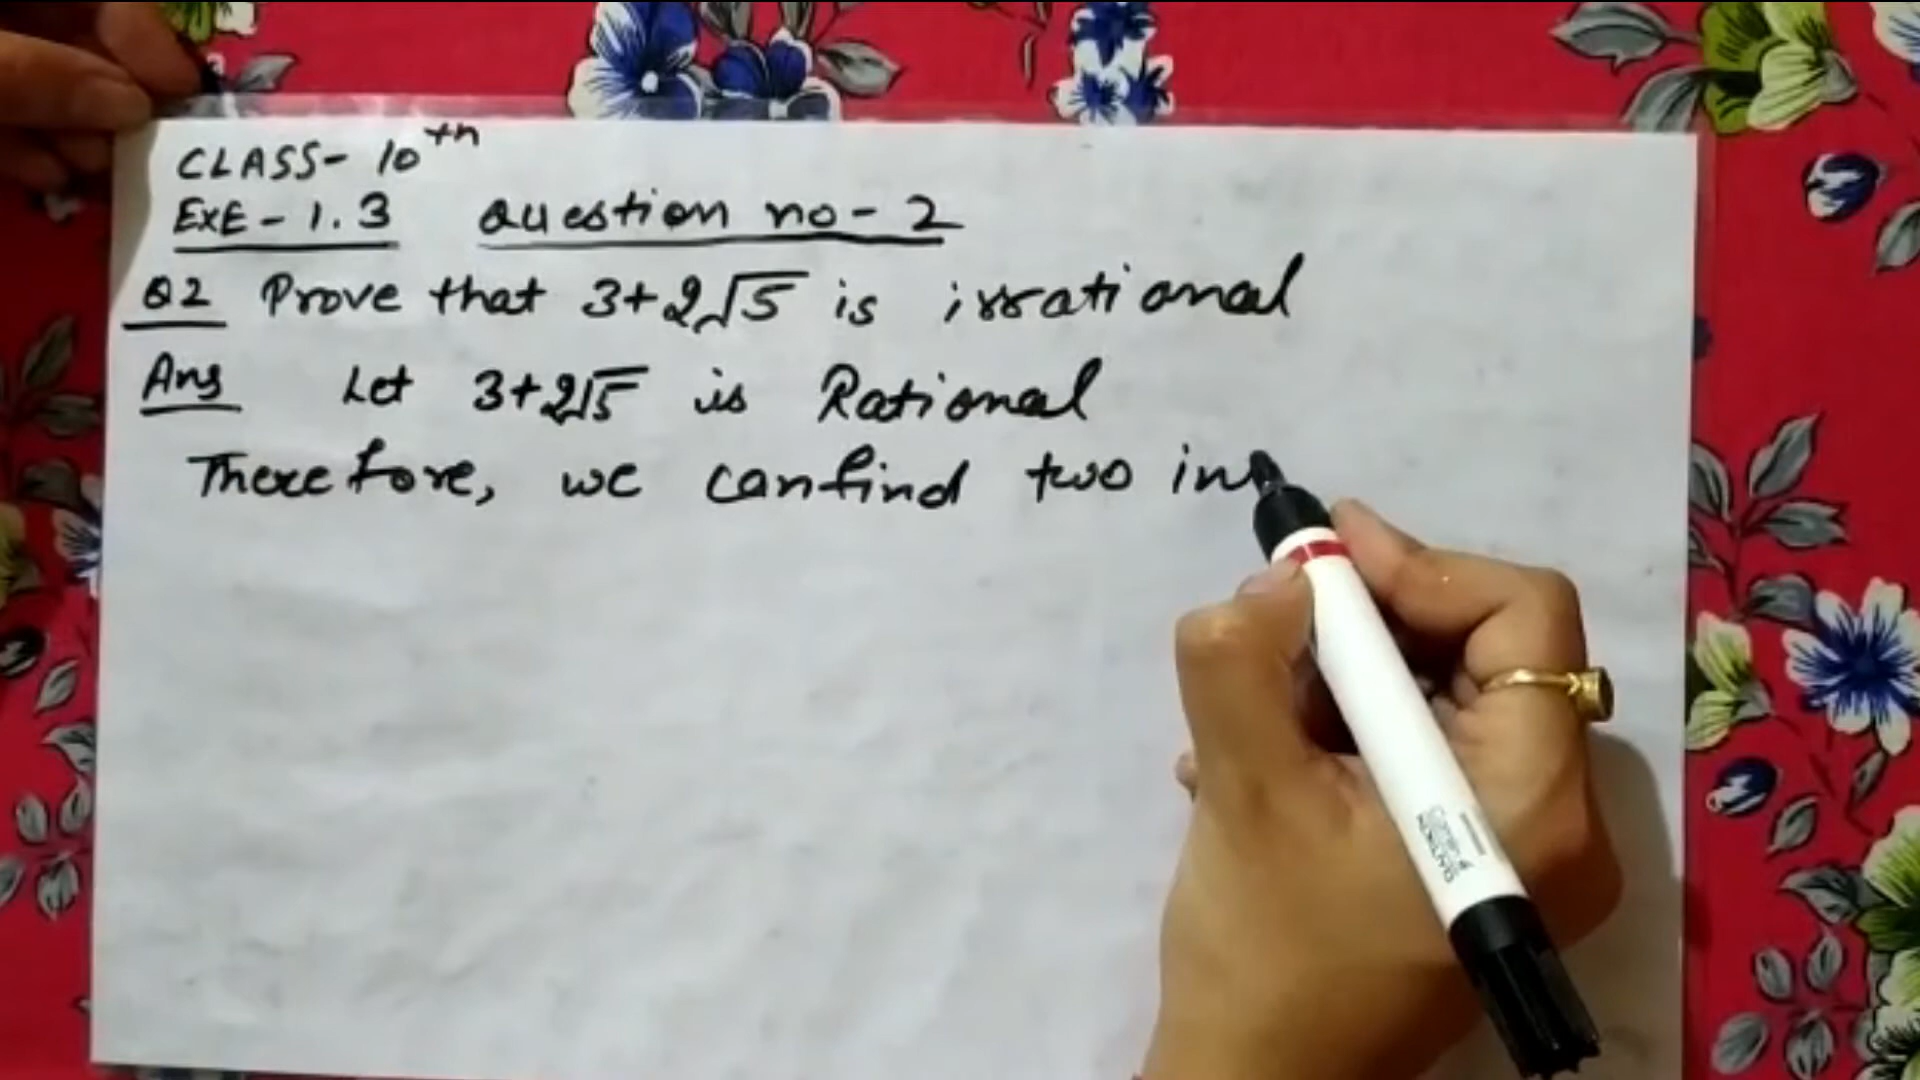 CLASS- 10th
EXE-1.3 Question no-2
Q2 Prove that 3+2√5 is irrational
Ans Let 3+2√5 is Rational
Therefore, we can find two in